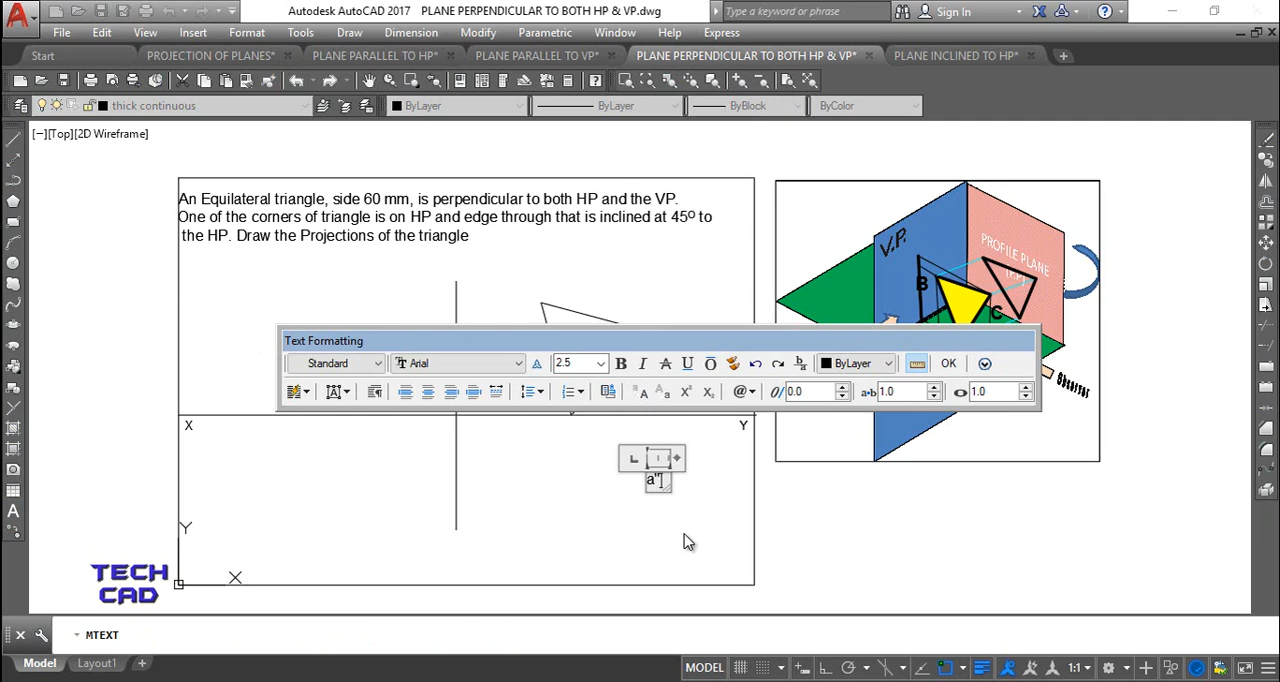 Autodesk AutoCAD 2017 PLANE PERPENDICULAR TO BOTH HP & VP.dwg
Type a keyword or phrase
Sign In
File Edit View Insert Format Tools Draw Dimension Modify Parametric Window Help Express
Start
PROJECTION OF PLANES*
PLANE PARALLEL TO HP*
PLANE PARALLEL TO VP*
PLANE PERPENDICULAR TO BOTH HP & VP*
PLANE INCLINED TO HP*
thick continuous
ByLayer
ByLayer
ByBlock
ByColor
[−][Top][2D Wireframe]
An Equilateral triangle, side 60 mm, is perpendicular to both HP and the VP.
One of the corners of triangle is on HP and edge through that is inclined at 45º to
the HP. Draw the Projections of the triangle
V.P.
PROFILE PLANE
B
C
Observer
Text Formatting
Standard
Arial
2.5
B I A U O
ByLayer
OK
@
0/ 0.0
a•b 1.0
1.0
X
Y
a"
Y
X
TECH
CAD
A
MTEXT
Model
Layout1
MODEL
1:1